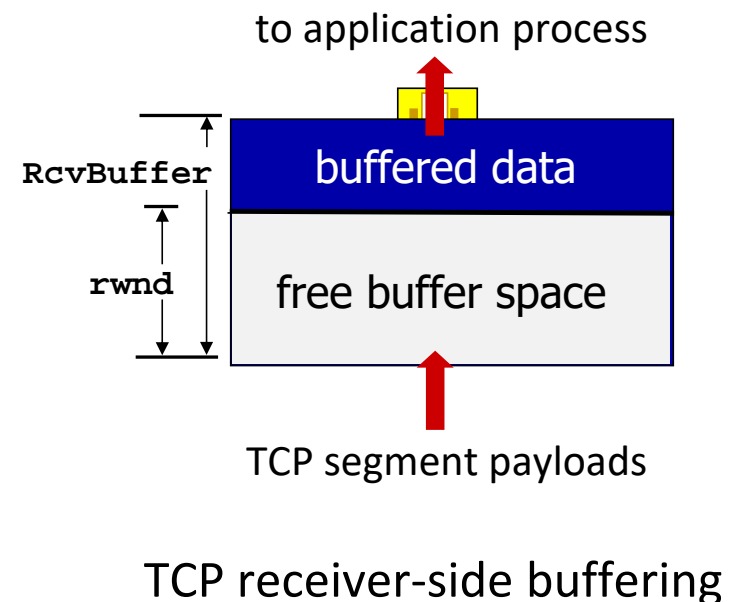 to application process
RcvBuffer
buffered data
rwnd
free buffer space
TCP segment payloads
TCP receiver-side buffering